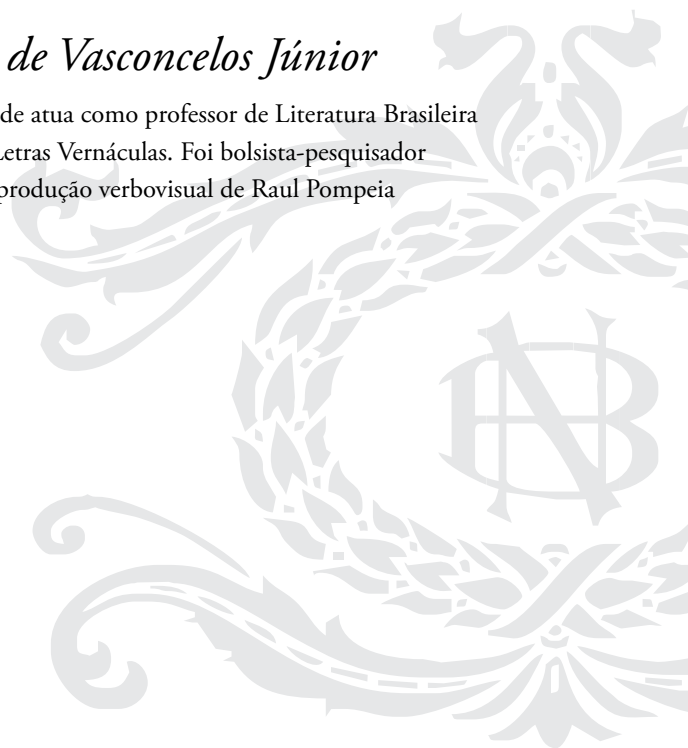 de Vasconcelos Júnior
de atua como professor de Literatura Brasileira
Letras Vernáculas. Foi bolsista-pesquisador
produção verbovisual de Raul Pompeia